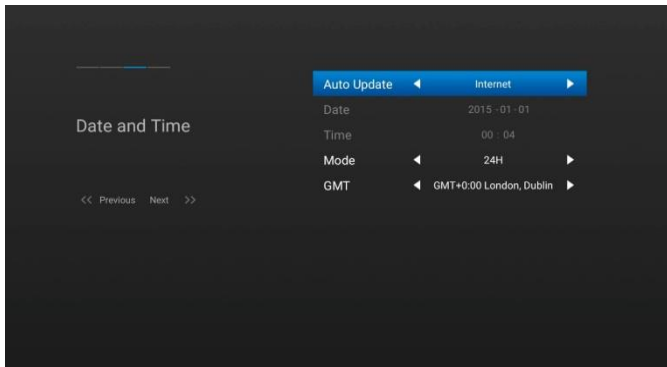 Date and Time
<< Previous Next >>
Auto Update Internet
Date 2015 - 01 - 01
Time 00 : 04
Mode 24H
GMT GMT+0:00 London, Dublin